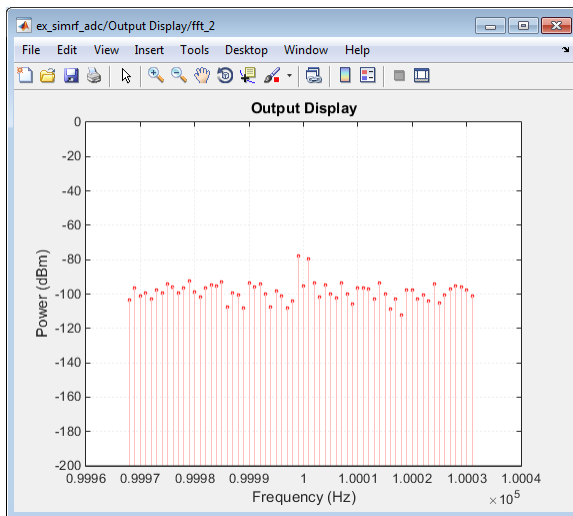 ex_simrf_adc/Output Display/fft_2
File Edit View Insert Tools Desktop Window Help
Output Display
0
-20
-40
-60
-80
-100
-120
-140
-160
-180
-200
Power (dBm)
0.9996 0.9997 0.9998 0.9999 1 1.0001 1.0002 1.0003 1.0004
Frequency (Hz)
× 10⁵